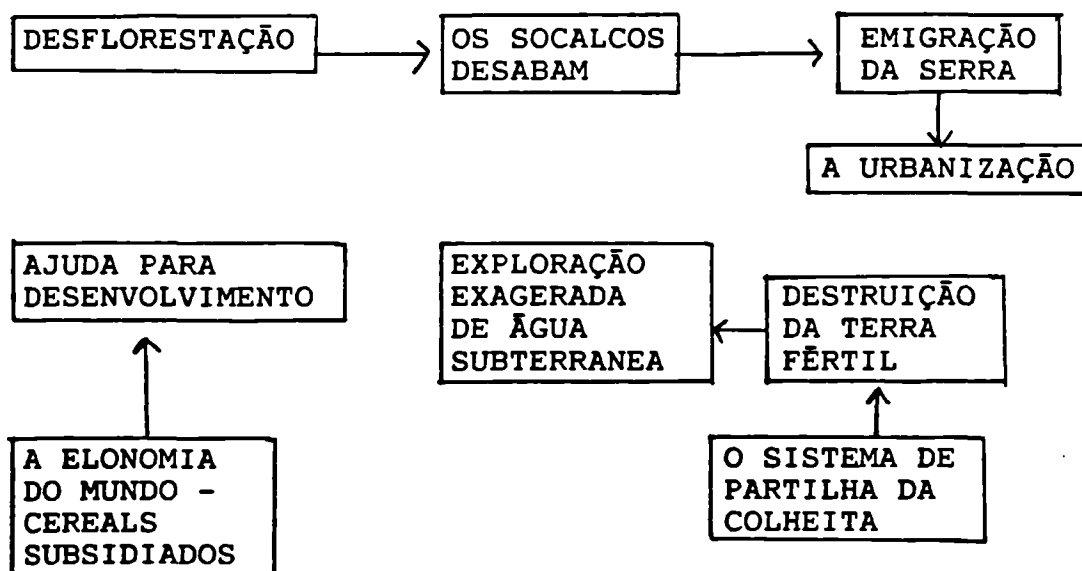 DESFLORESTAÇÃO
OS SOCALCOS
DESABAM
EMIGRAÇÃO
DA SERRA
A URBANIZAÇÃO
AJUDA PARA
DESENVOLVIMENTO
EXPLORAÇÃO
EXAGERADA
DE ĀGUA
SUBTERRANEA
DESTRUIÇÃO
DA TERRA
FĒRTIL
A ELONOMIA
DO MUNDO -
CEREALS
SUBSIDIADOS
O SISTEMA DE
PARTILHA DA
COLHEITA